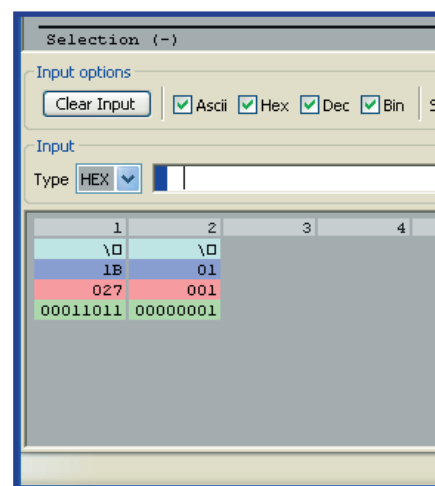 Selection (-)
Input options
Clear Input Ascii Hex Dec Bin S
Input
Type HEX
1 2 3 4
\□ \□
1B 01
027 001
00011011 00000001